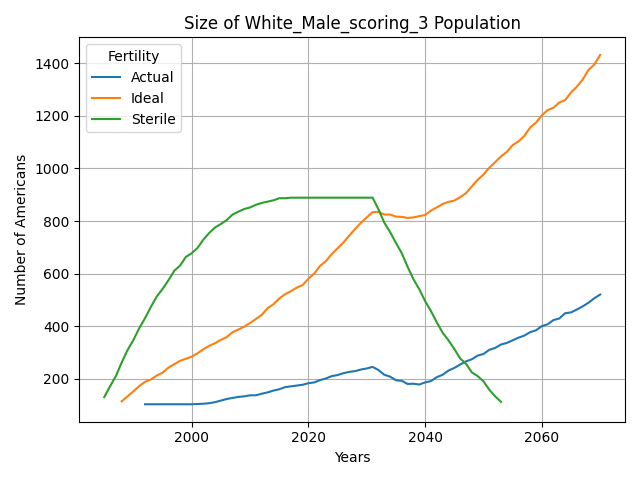 Size of White_Male_scoring_3 Population
Fertility
Actual
Ideal
Sterile
Number of Americans
1400
1200
1000
800
600
400
200
2000
2020
2040
2060
Years